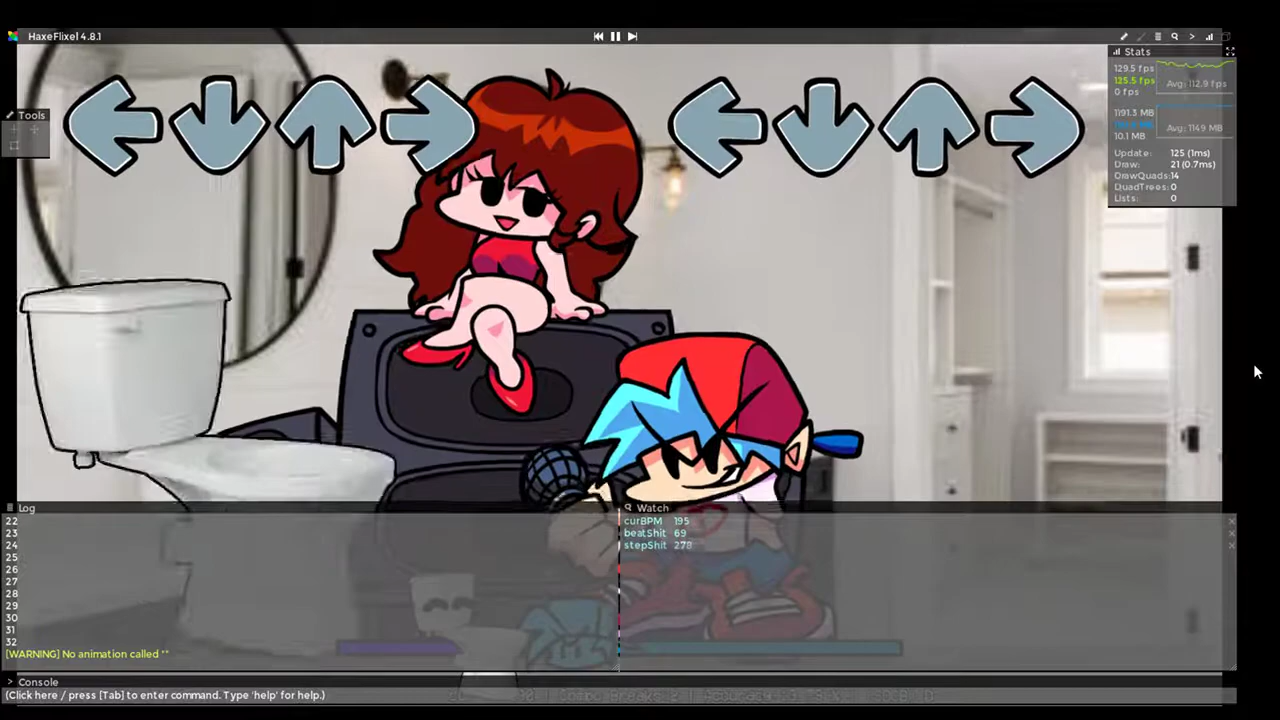 HaxeFlixel 4.8.1
Stats
129.5 fps
125.5 fps
0 fps
Avg: 112.9 fps
1191.3 MB
10.1 MB
Avg: 1149 MB
Update: 125 (1ms)
Draw: 21 (0.7ms)
DrawQuads:14
QuadTrees:0
Lists: 0
Tools
Log
22
23
24
25
26
27
28
29
30
31
32
[WARNING] No animation called ""
Watch
curBPM 195
beatShit 69
stepShit 278
> Console
(Click here / press [Tab] to enter command. Type 'help' for help.)